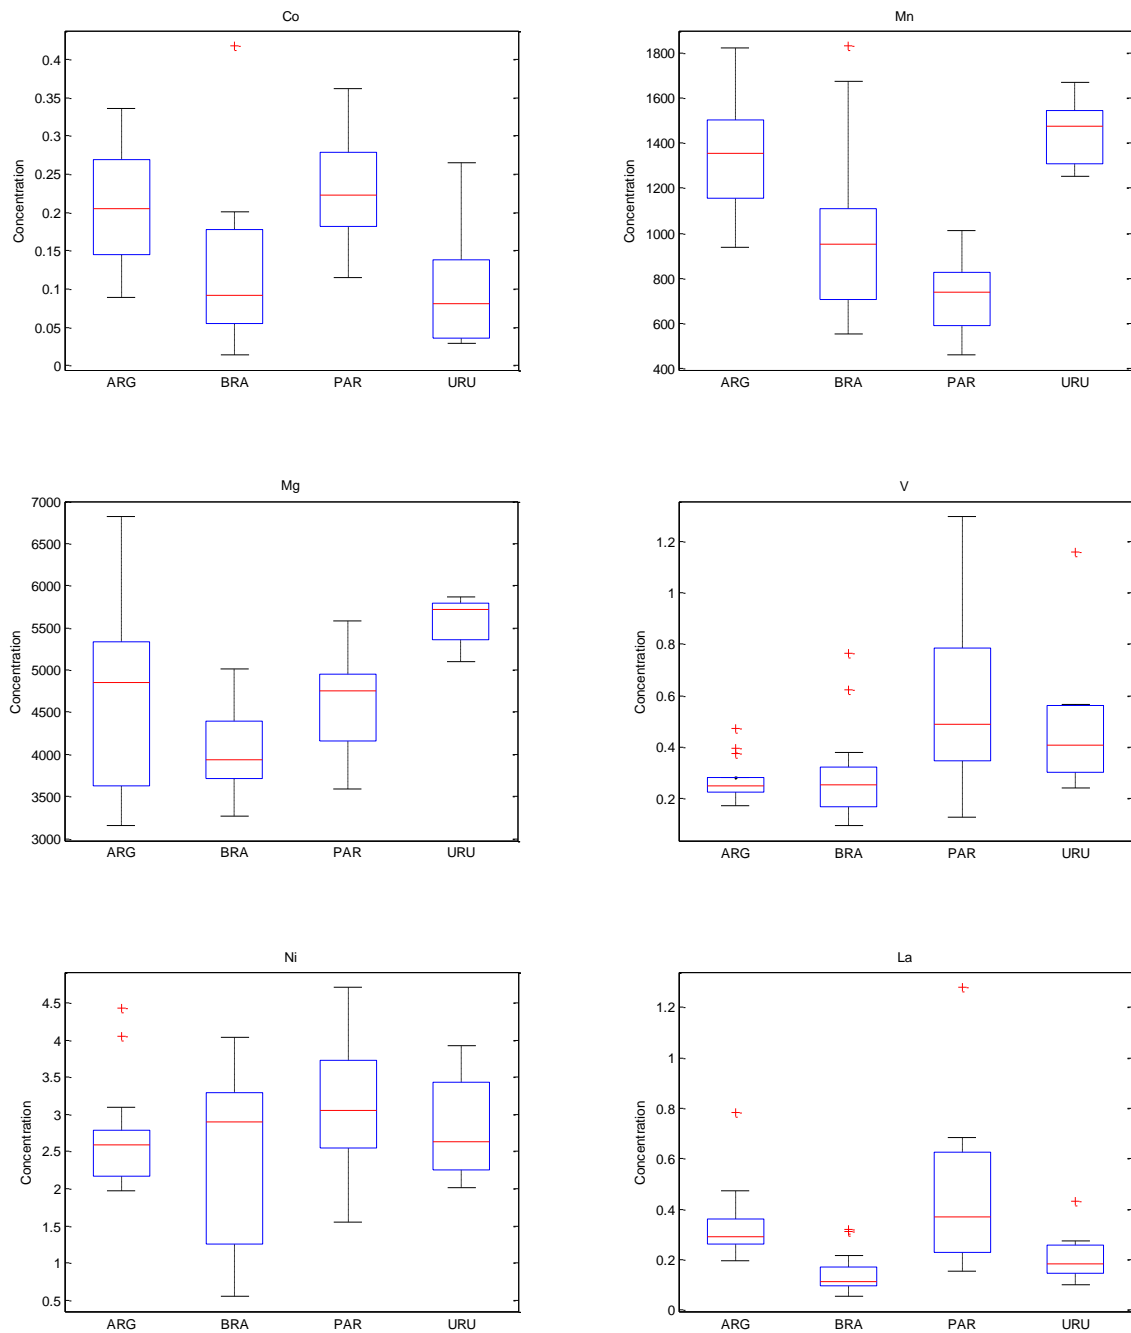 Co
0.4
0.35
0.3
0.25
0.2
0.15
0.1
0.05
0
Concentration
ARG BRA PAR URU
Mn
1800
1600
1400
1200
1000
800
600
400
Concentration
ARG BRA PAR URU
Mg
7000
6500
6000
5500
5000
4500
4000
3500
3000
Concentration
ARG BRA PAR URU
V
1.2
1
0.8
0.6
0.4
0.2
Concentration
ARG BRA PAR URU
Ni
4.5
4
3.5
3
2.5
2
1.5
1
0.5
Concentration
ARG BRA PAR URU
La
1.2
1
0.8
0.6
0.4
0.2
0
Concentration
ARG BRA PAR URU